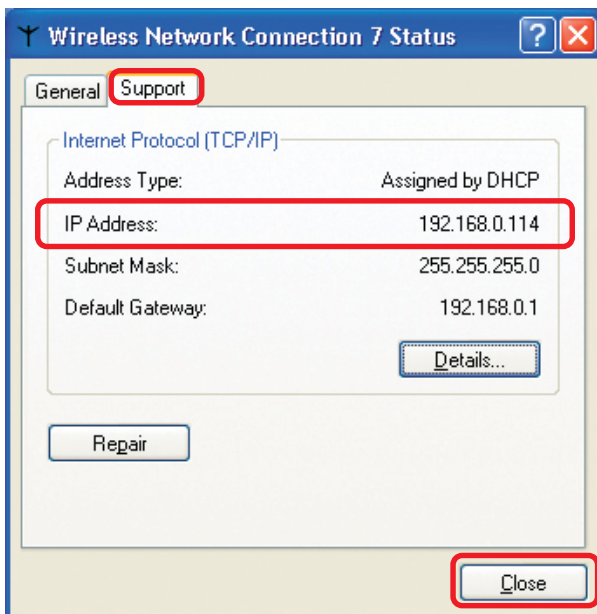 Wireless Network Connection 7 Status
?
General Support
Internet Protocol (TCP/IP)
Address Type: Assigned by DHCP
IP Address: 192.168.0.114
Subnet Mask: 255.255.255.0
Default Gateway: 192.168.0.1
Details...
Repair
Close